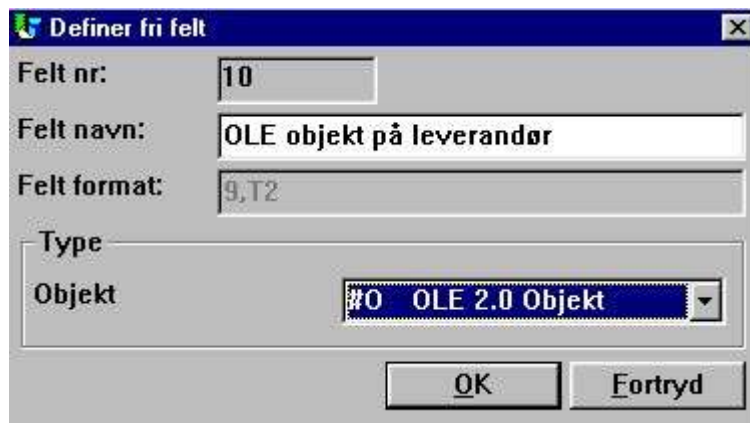 Definer fri felt
Felt nr: 10
Felt navn: OLE objekt på leverandør
Felt format: 9,T2
Type
Objekt #O OLE 2.0 Objekt
OK Fortryd